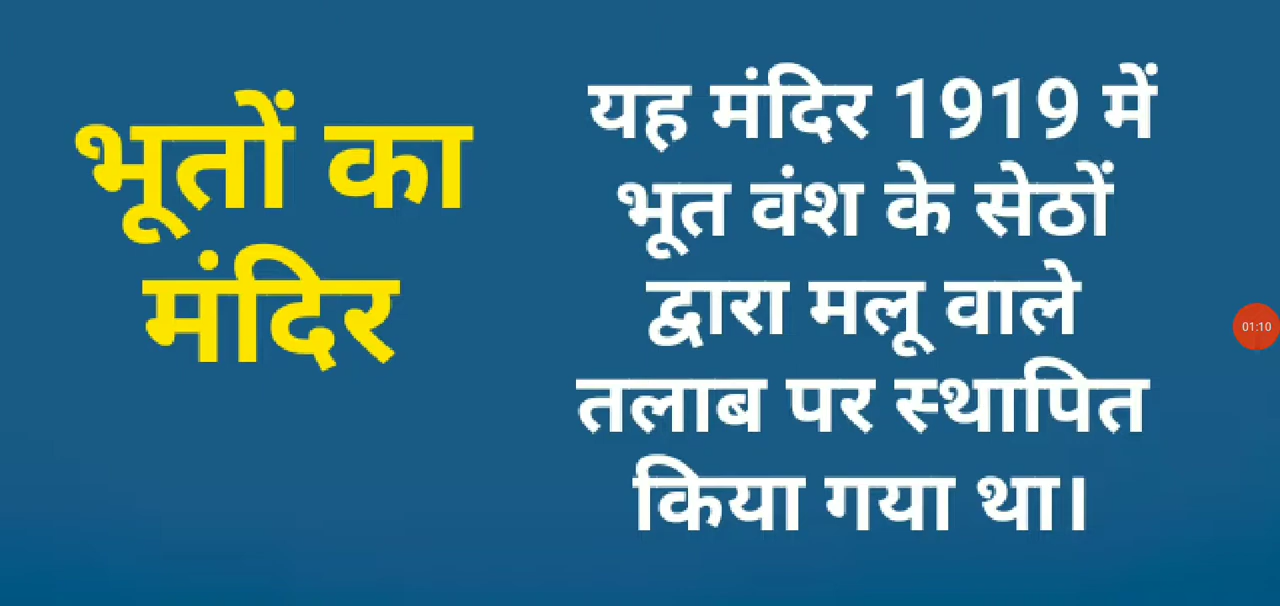 भूतों का
मंदिर
यह मंदिर 1919 में
भूत वंश के सेठों
द्वारा मलू वाले
तलाब पर स्थापित
किया गया था।
01:10